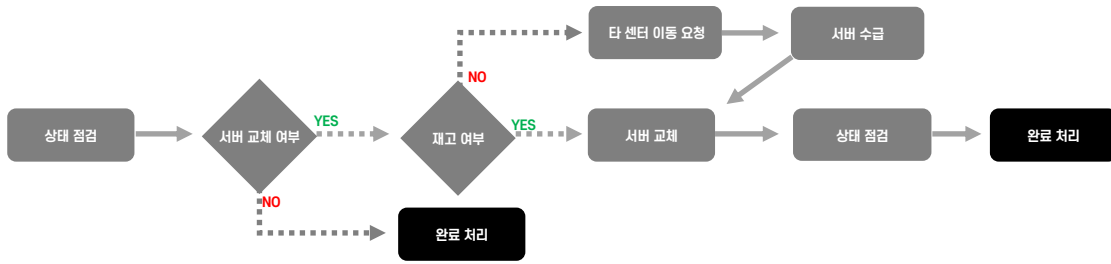 타 센터 이동 요청
서버 수급
NO
상태 점검
서버 교체 여부
YES
재고 여부
YES
서버 교체
상태 점검
완료 처리
NO
완료 처리